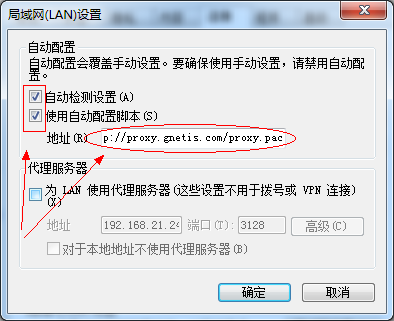 局域网(LAN)设置
自动配置
自动配置会覆盖手动设置。要确保使用手动设置，请禁用自动配置。
自动检测设置(A)
使用自动配置脚本(S)
地址(R) p://proxy.gnetis.com/proxy.pac
代理服务器
为 LAN 使用代理服务器(这些设置不用于拨号或 VPN 连接)
(X)
地址 192.168.21.24 端口(T): 3128 高级(C)
对于本地地址不使用代理服务器(B)
确定 取消